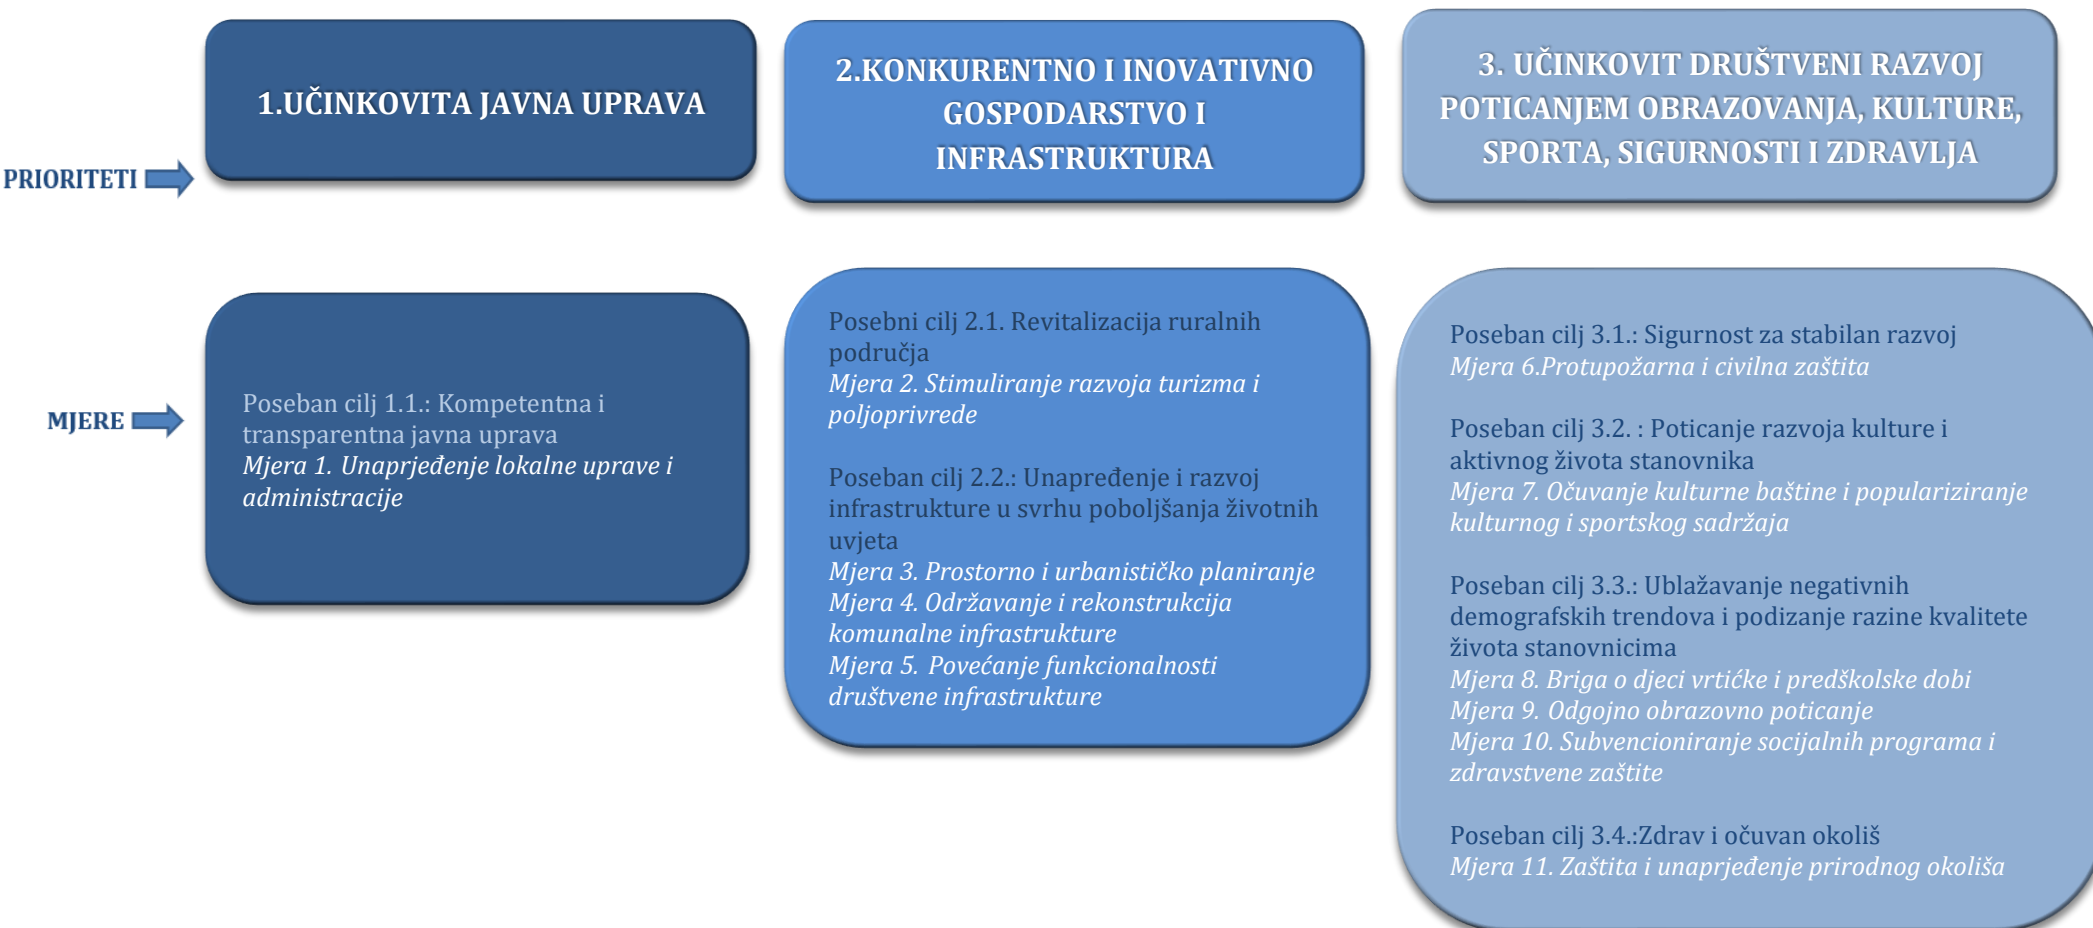 PRIORITETI
1.UČINKOVITA JAVNA UPRAVA
2.KONKURENTNO I INOVATIVNO
GOSPODARSTVO I
INFRASTRUKTURA
3. UČINKOVIT DRUŠTVENI RAZVOJ
POTICANJEM OBRAZOVANJA, KULTURE,
SPORTA, SIGURNOSTI I ZDRAVLJA
MJERE
Poseban cilj 1.1.: Kompetentna i
transparentna javna uprava
Mjera 1. Unaprjeđenje lokalne uprave i
administracije
Posebni cilj 2.1. Revitalizacija ruralnih
područja
Mjera 2. Stimuliranje razvoja turizma i
poljoprivrede
Poseban cilj 2.2.: Unapređenje i razvoj
infrastrukture u svrhu poboljšanja životnih
uvjeta
Mjera 3. Prostorno i urbanističko planiranje
Mjera 4. Održavanje i rekonstrukcija
komunalne infrastrukture
Mjera 5. Povećanje funkcionalnosti
društvene infrastrukture
Poseban cilj 3.1.: Sigurnost za stabilan razvoj
Mjera 6.Protupožarna i civilna zaštita
Poseban cilj 3.2. : Poticanje razvoja kulture i
aktivnog života stanovnika
Mjera 7. Očuvanje kulturne baštine i populariziranje
kulturnog i sportskog sadržaja
Poseban cilj 3.3.: Ublažavanje negativnih
demografskih trendova i podizanje razine kvalitete
života stanovnicima
Mjera 8. Briga o djeci vrtićke i predškolske dobi
Mjera 9. Odgojno obrazovno poticanje
Mjera 10. Subvencioniranje socijalnih programa i
zdravstvene zaštite
Poseban cilj 3.4.:Zdrav i očuvan okoliš
Mjera 11. Zaštita i unaprjeđenje prirodnog okoliša